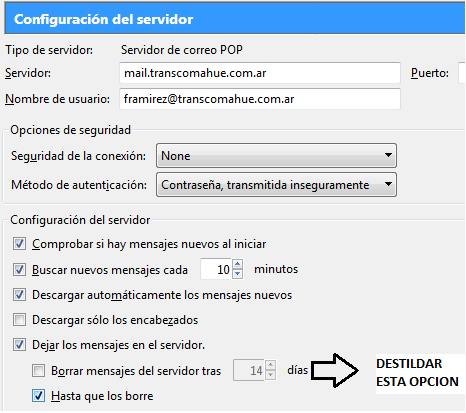 Configuración del servidor
Tipo de servidor: Servidor de correo POP
Servidor: mail.transcomahue.com.ar Puerto:
Nombre de usuario: framirez@transcomahue.com.ar
Opciones de seguridad
Seguridad de la conexión: None
Método de autenticación: Contraseña, transmitida inseguramente
Configuración del servidor
Comprobar si hay mensajes nuevos al iniciar
Buscar nuevos mensajes cada 10 minutos
Descargar automáticamente los mensajes nuevos
Descargar sólo los encabezados
Dejar los mensajes en el servidor.
Borrar mensajes del servidor tras 14 días DESTILDAR
ESTA OPCION
Hasta que los borre